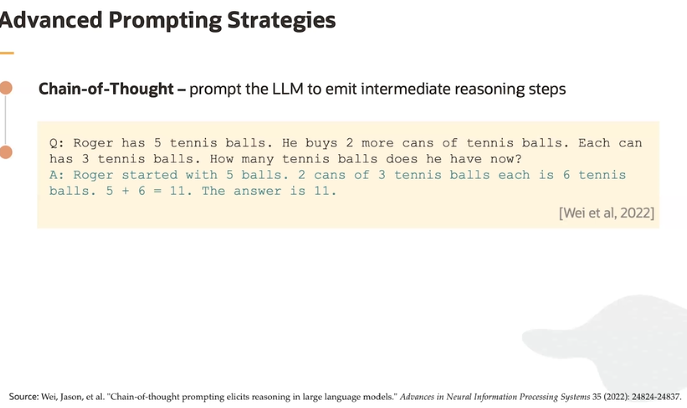 Advanced Prompting Strategies
Chain-of-Thought – prompt the LLM to emit intermediate reasoning steps
Q: Roger has 5 tennis balls. He buys 2 more cans of tennis balls. Each can
has 3 tennis balls. How many tennis balls does he have now?
A: Roger started with 5 balls. 2 cans of 3 tennis balls each is 6 tennis
balls. 5 + 6 = 11. The answer is 11.
[Wei et al, 2022]
Source: Wei, Jason, et al. "Chain-of-thought prompting elicits reasoning in large language models." Advances in Neural Information Processing Systems 35 (2022): 24824-24837.